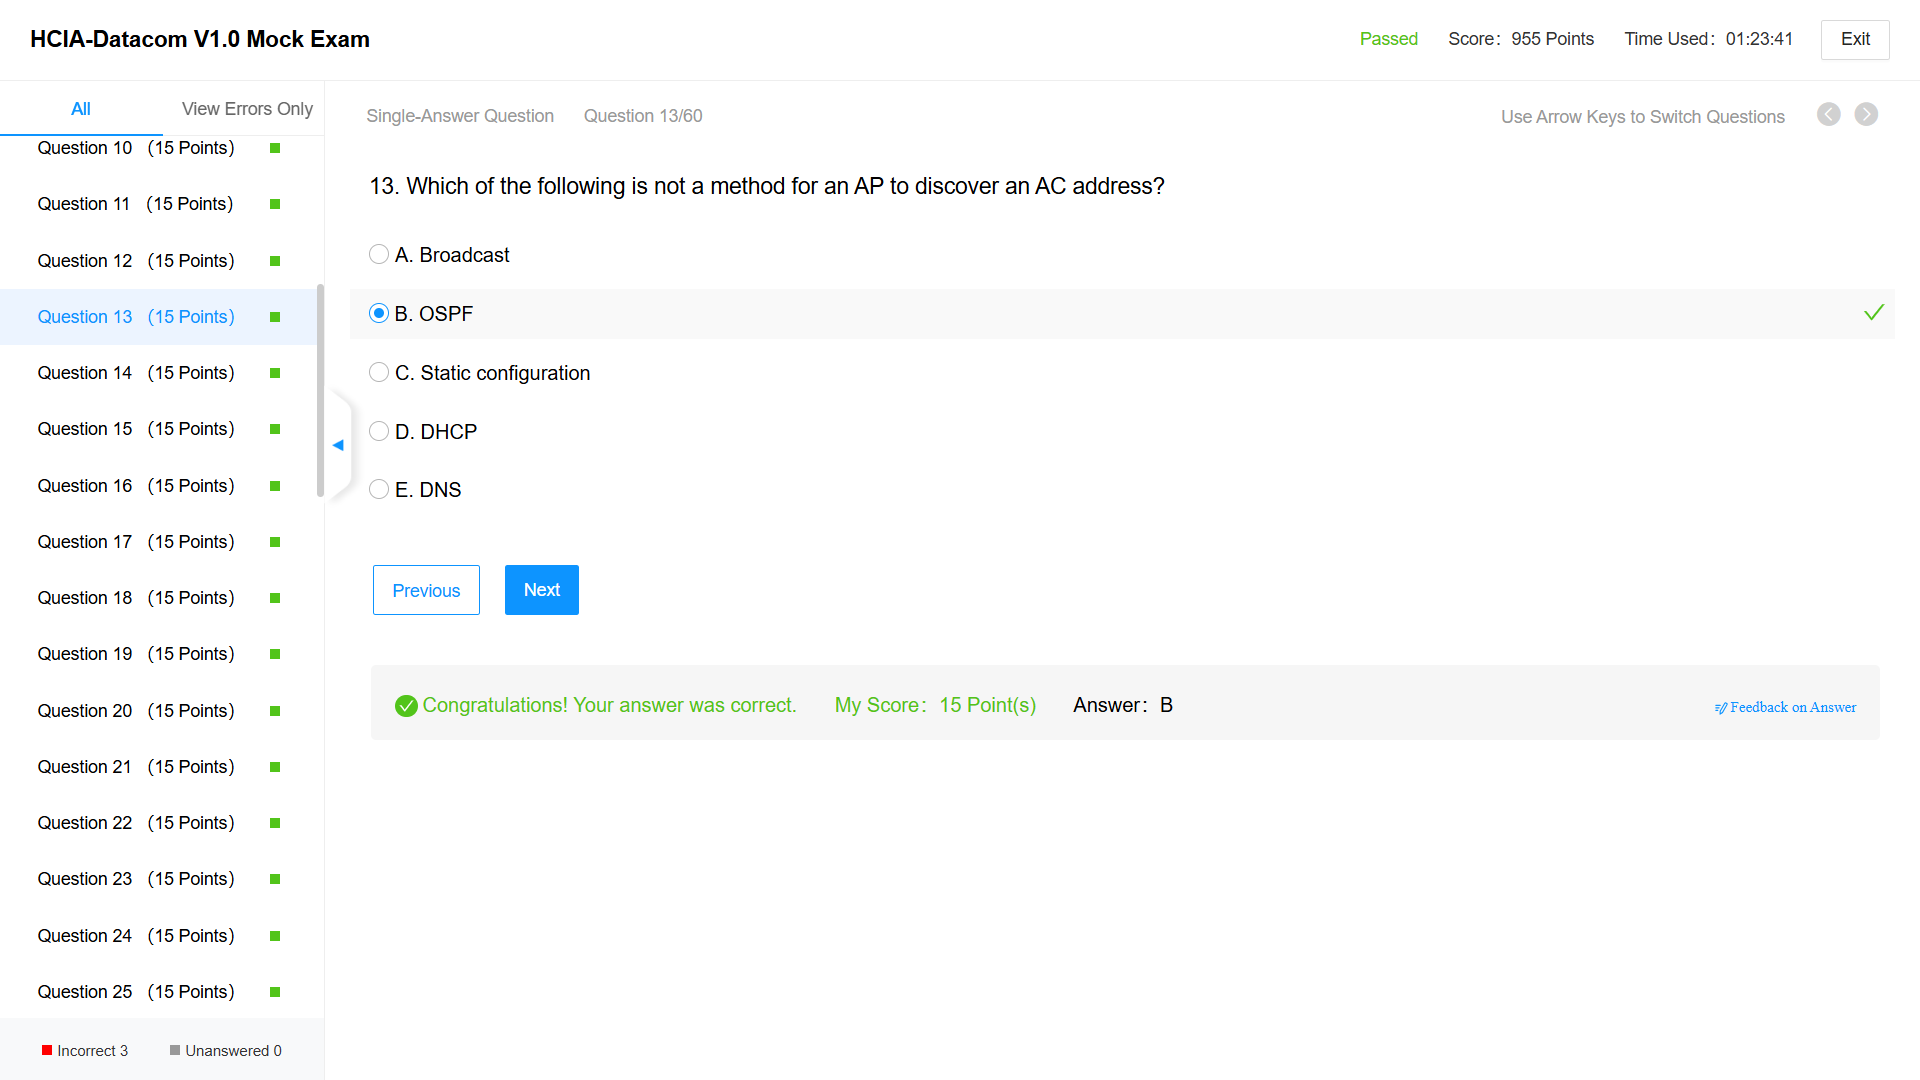 HCIA-Datacom V1.0 Mock Exam
Passed Score： 955 Points Time Used： 01:23:41 Exit
All View Errors Only
Question 10 （15 Points）
Question 11 （15 Points）
Question 12 （15 Points）
Question 13 （15 Points）
Question 14 （15 Points）
Question 15 （15 Points）
Question 16 （15 Points）
Question 17 （15 Points）
Question 18 （15 Points）
Question 19 （15 Points）
Question 20 （15 Points）
Question 21 （15 Points）
Question 22 （15 Points）
Question 23 （15 Points）
Question 24 （15 Points）
Question 25 （15 Points）
Incorrect 3 Unanswered 0
Single-Answer Question Question 13/60 Use Arrow Keys to Switch Questions
13. Which of the following is not a method for an AP to discover an AC address?
A. Broadcast
B. OSPF
C. Static configuration
D. DHCP
E. DNS
Previous Next
Congratulations! Your answer was correct. My Score： 15 Point(s) Answer： B Feedback on Answer